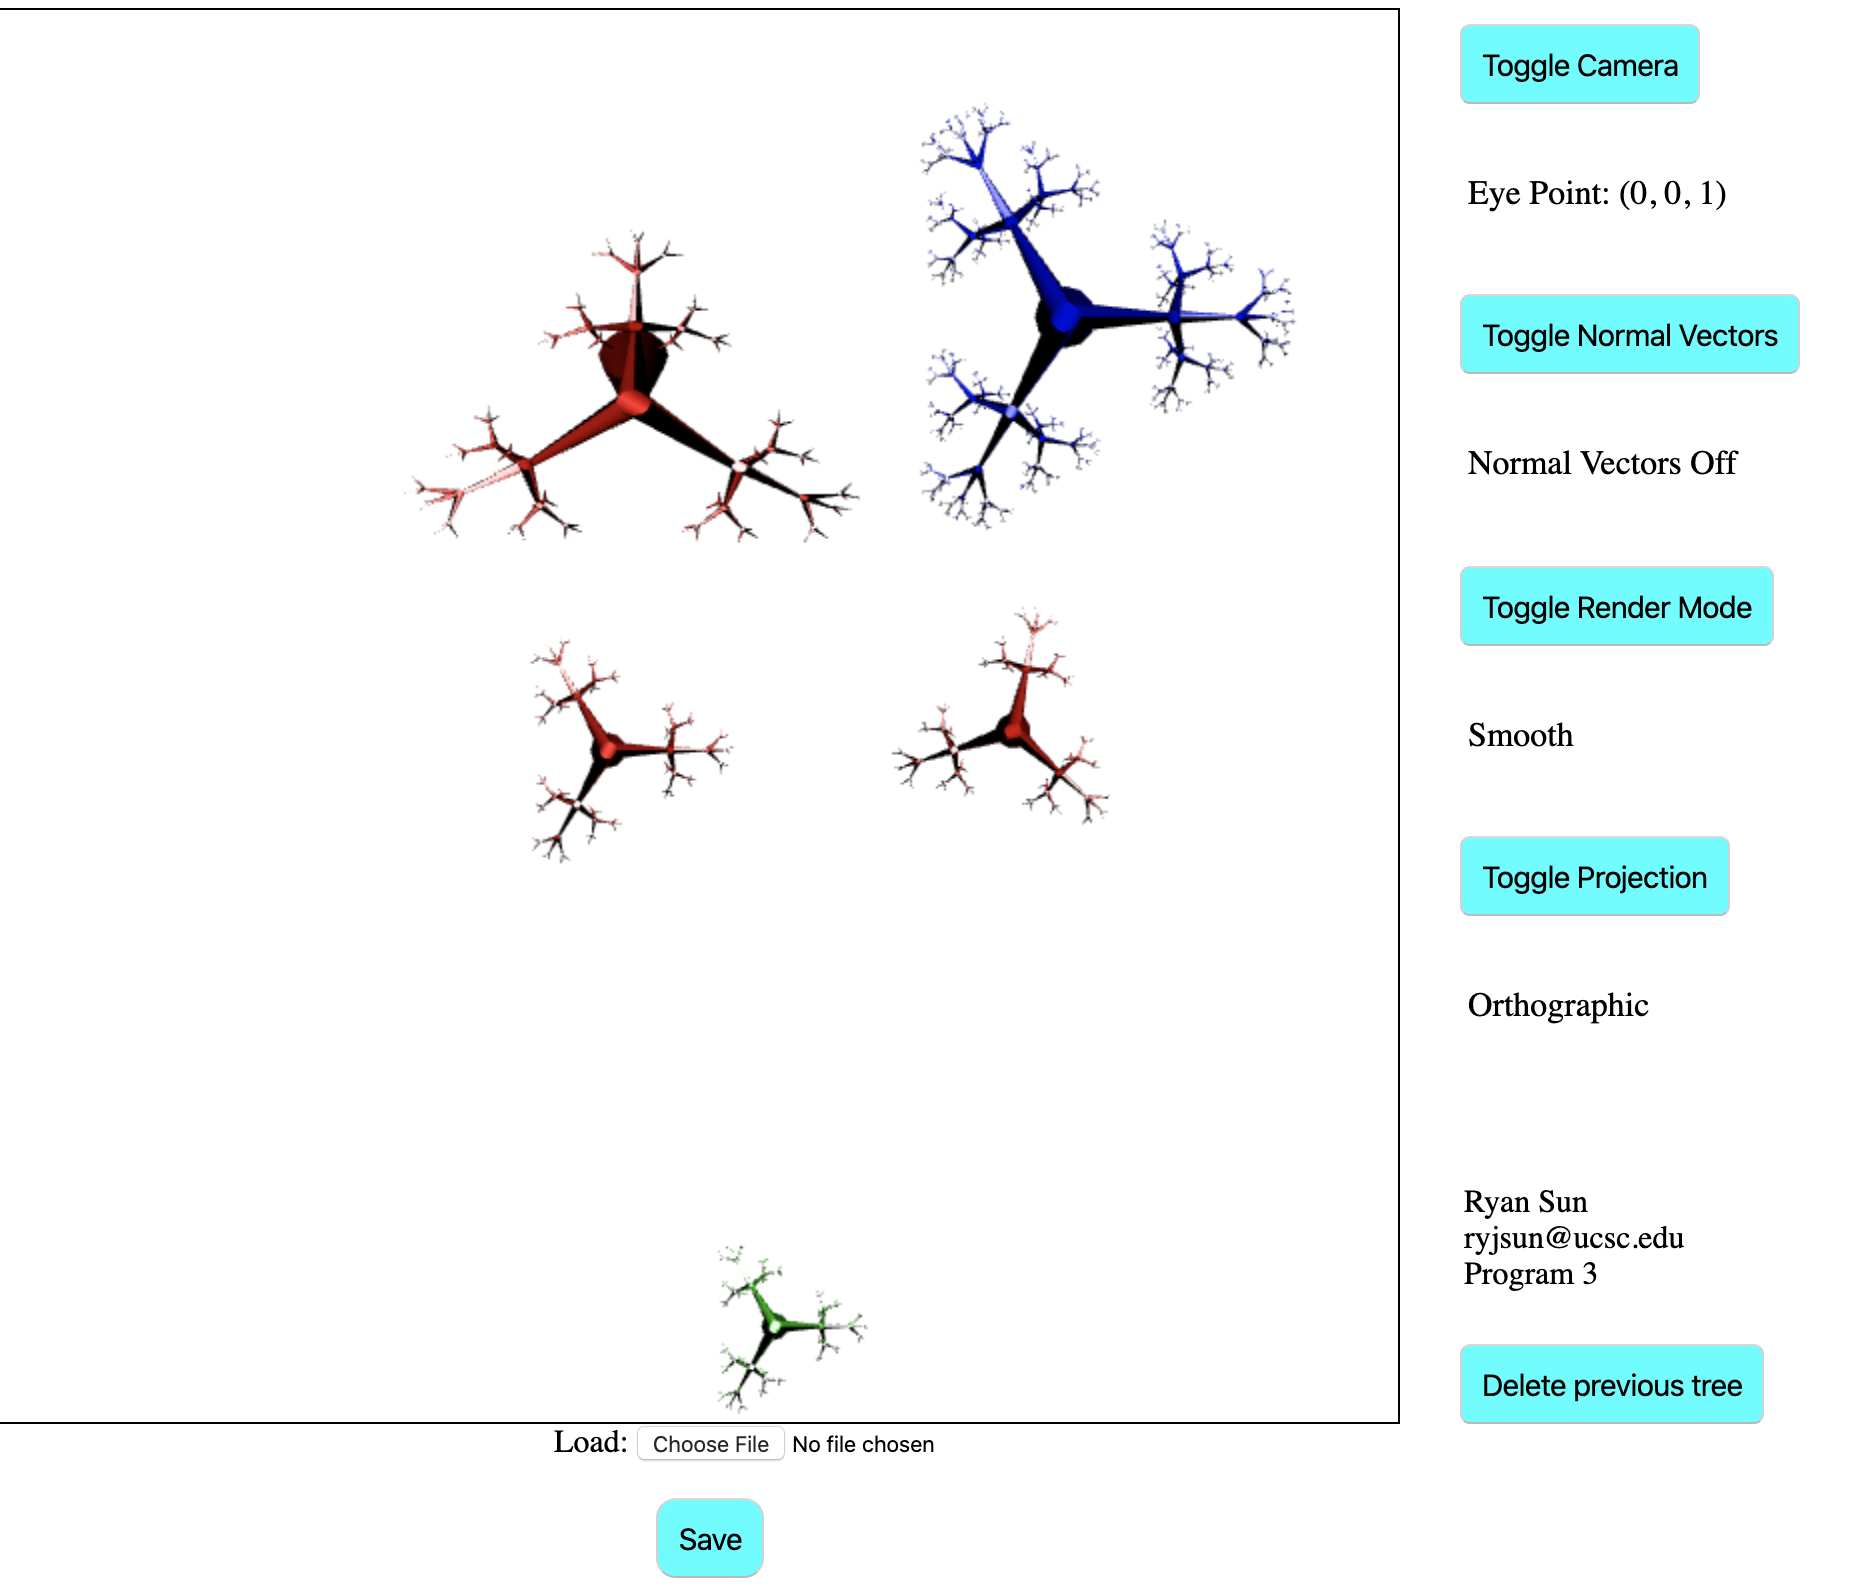 Toggle Camera
Eye Point: (0, 0, 1)
Toggle Normal Vectors
Normal Vectors Off
Toggle Render Mode
Smooth
Toggle Projection
Orthographic
Ryan Sun
ryjsun@ucsc.edu
Program 3
Delete previous tree
Load: Choose File No file chosen
Save